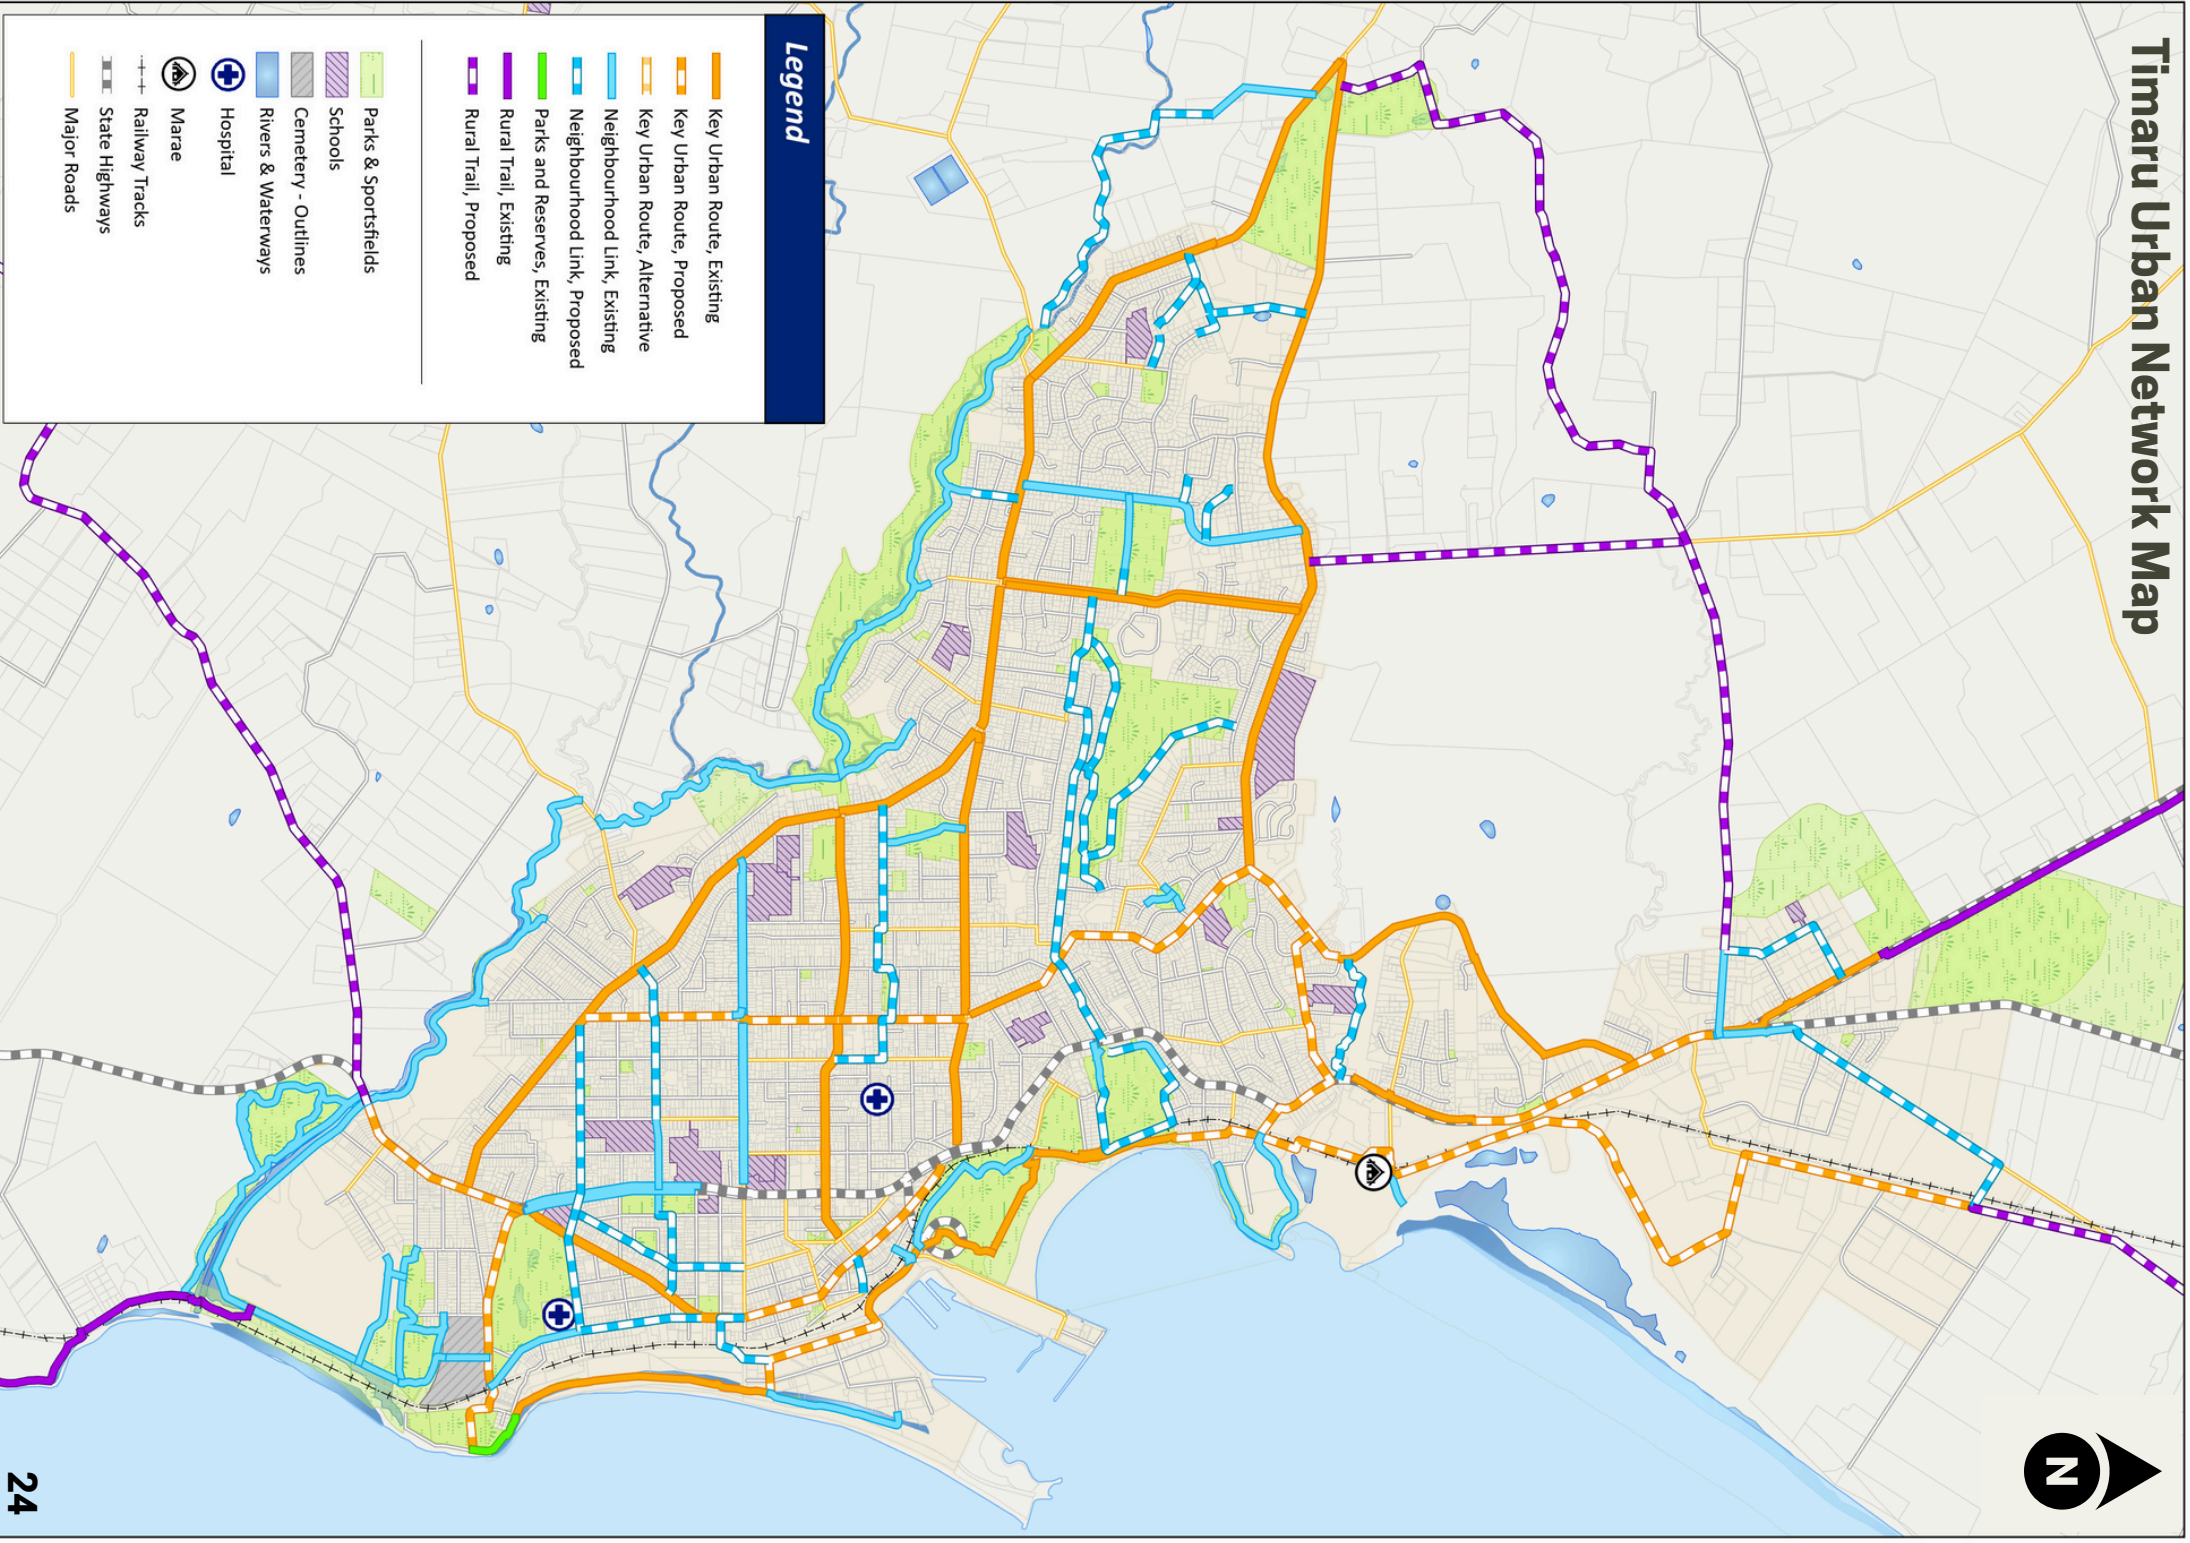 Timaru Urban Network Map
Legend
Key Urban Route, Existing
Key Urban Route, Proposed
Key Urban Route, Alternative
Neighbourhood Link, Existing
Neighbourhood Link, Proposed
Parks and Reserves, Existing
Rural Trail, Existing
Rural Trail, Proposed
Parks & Sportsfields
Schools
Cemetery - Outlines
Rivers & Waterways
Hospital
Marae
Railway Tracks
State Highways
Major Roads
N
24